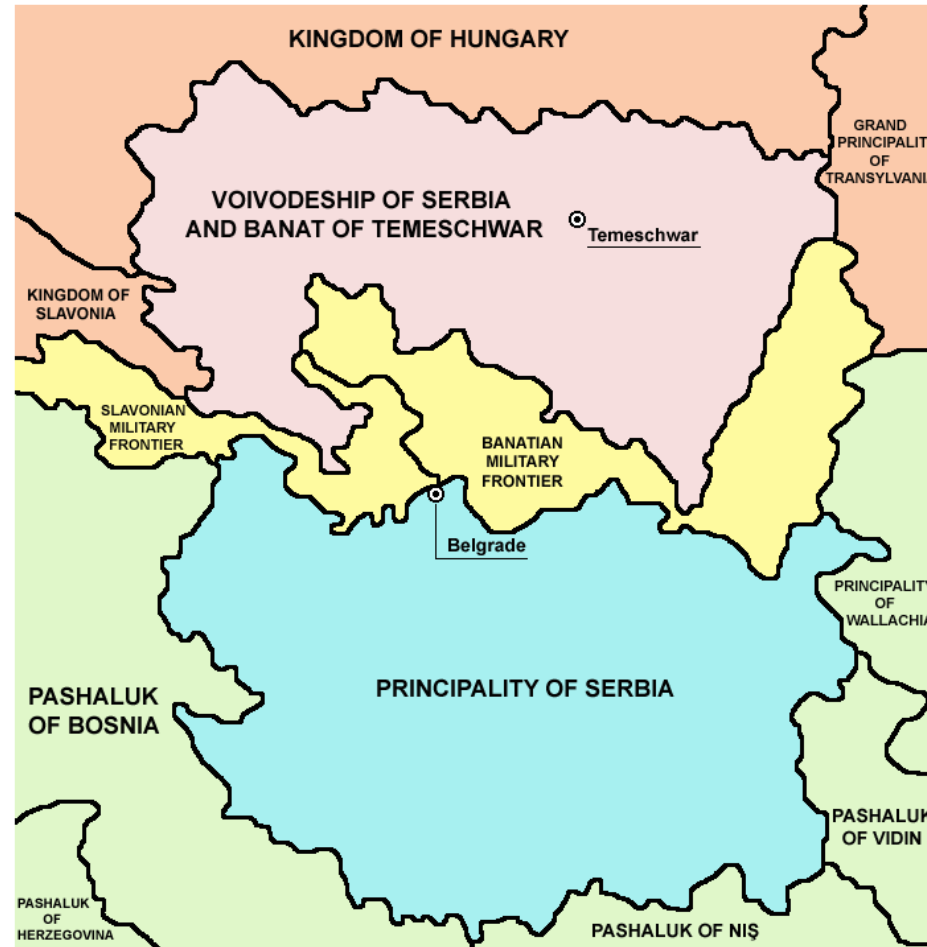 KINGDOM OF HUNGARY
GRAND
PRINCIPALIT
OF
TRANSYLVANI
VOIVODESHIP OF SERBIA
AND BANAT OF TEMESCHWAR
Temeschwar
KINGDOM OF
SLAVONIA
SLAVONIAN
MILITARY
FRONTIER
BANATIAN
MILITARY
FRONTIER
Belgrade
PRINCIPALITY
OF
WALLACHIA
PASHALUK
OF BOSNIA
PRINCIPALITY OF SERBIA
PASHALUK
OF VIDIN
PASHALUK
OF
HERZEGOVINA
PASHALUK OF NIŞ